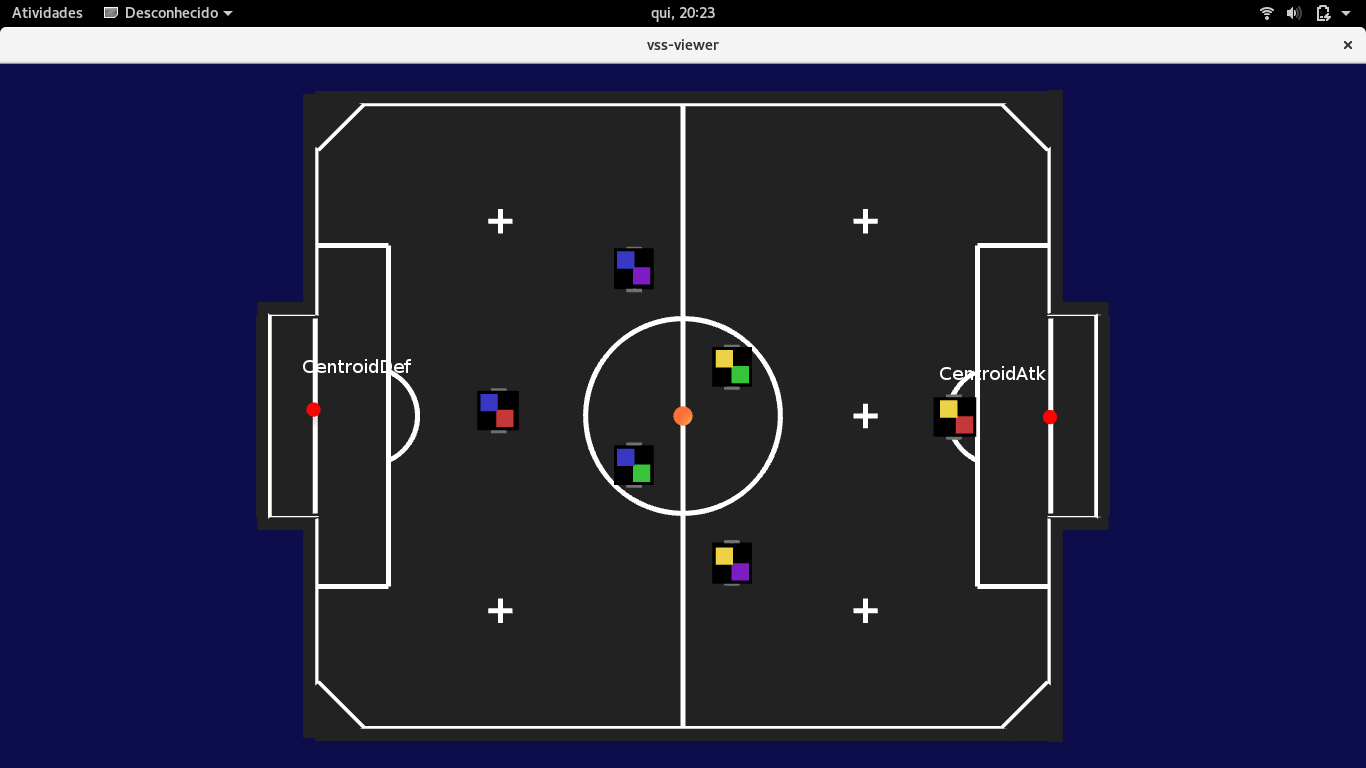 Atividades
Desconhecido
qui, 20:23
vss-viewer
CentroidDef
CentroidAtk